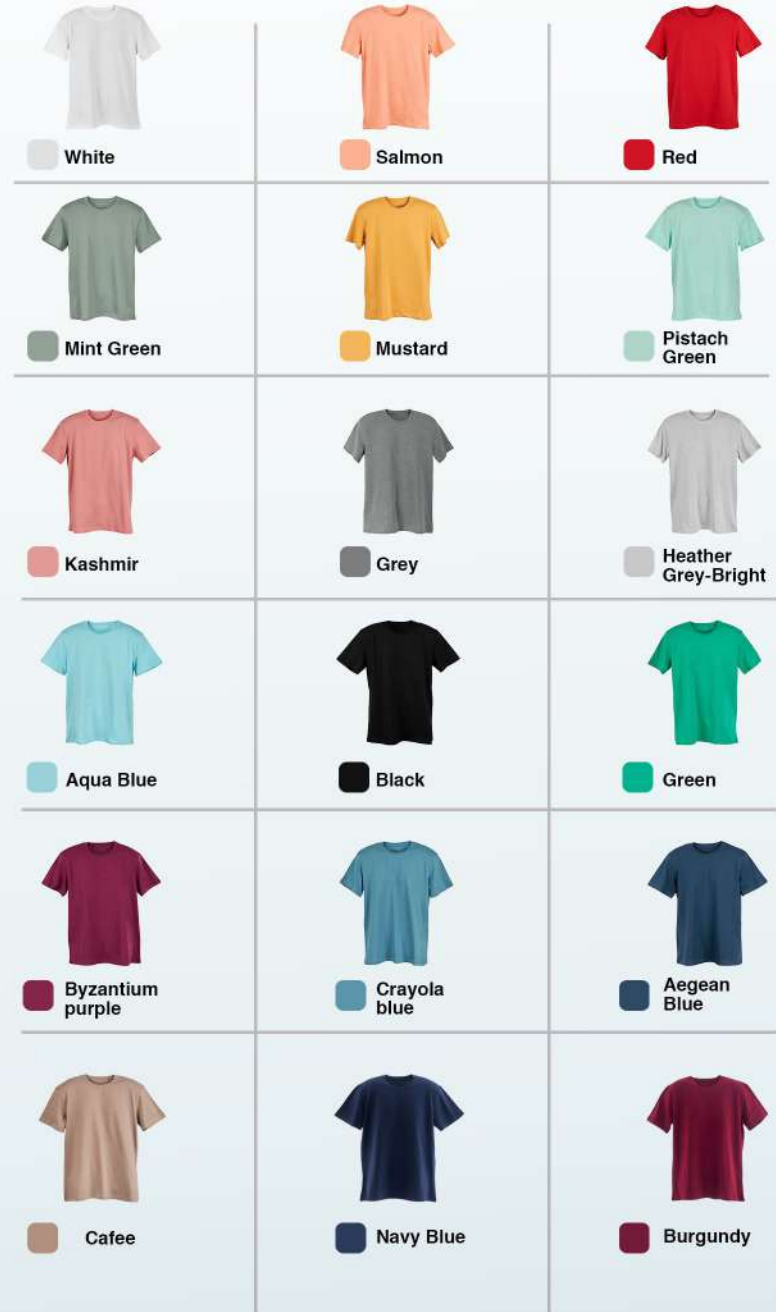 White
Salmon
Red
Mint Green
Mustard
Pistach
Green
Kashmir
Grey
Heather
Grey-Bright
Aqua Blue
Black
Green
Byzantium
purple
Crayola
blue
Aegean
Blue
Cafee
Navy Blue
Burgundy